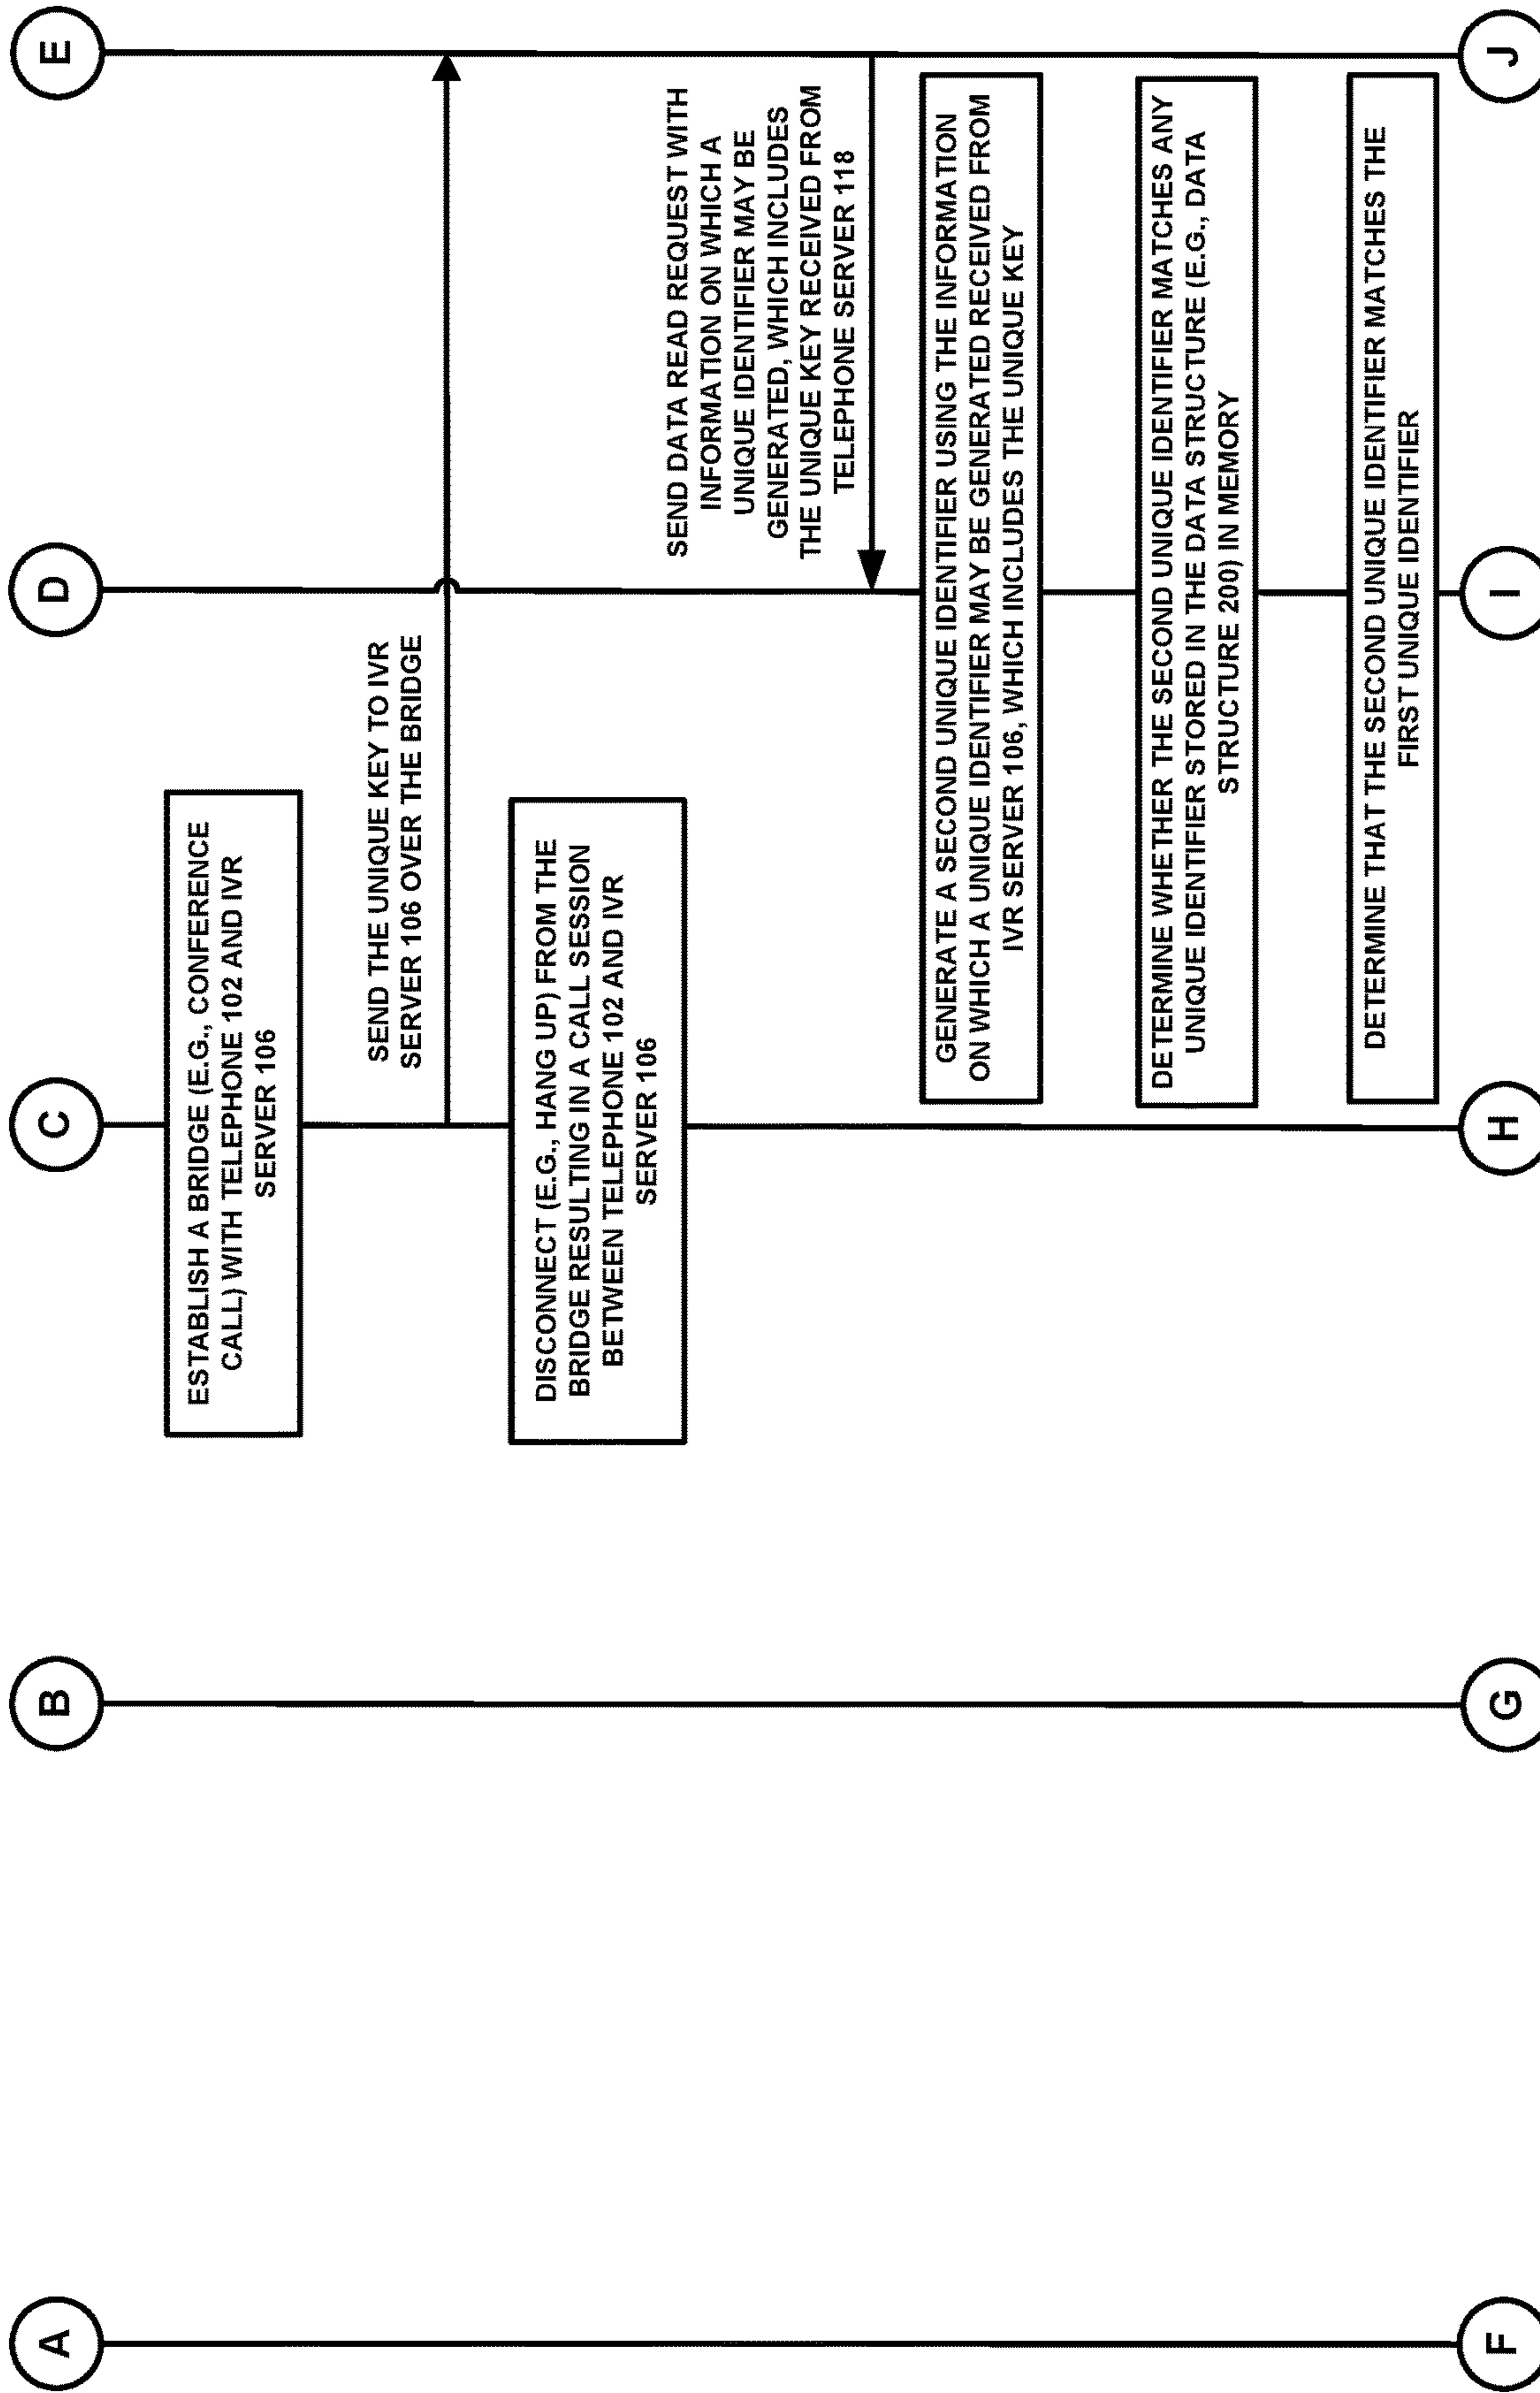 A
B
C
D
E
ESTABLISH A BRIDGE (E.G., CONFERENCE
CALL) WITH TELEPHONE 102 AND IVR
SERVER 106
SEND THE UNIQUE KEY TO IVR
SERVER 106 OVER THE BRIDGE
DISCONNECT (E.G., HANG UP) FROM THE
BRIDGE RESULTING IN A CALL SESSION
BETWEEN TELEPHONE 102 AND IVR
SERVER 106
SEND DATA READ REQUEST WITH
INFORMATION ON WHICH A
UNIQUE IDENTIFIER MAY BE
GENERATED, WHICH INCLUDES
THE UNIQUE KEY RECEIVED FROM
TELEPHONE SERVER 118
GENERATE A SECOND UNIQUE IDENTIFIER USING THE INFORMATION
ON WHICH A UNIQUE IDENTIFIER MAY BE GENERATED RECEIVED FROM
IVR SERVER 106, WHICH INCLUDES THE UNIQUE KEY
DETERMINE WHETHER THE SECOND UNIQUE IDENTIFIER MATCHES ANY
UNIQUE IDENTIFIER STORED IN THE DATA STRUCTURE (E.G., DATA
STRUCTURE 200) IN MEMORY
DETERMINE THAT THE SECOND UNIQUE IDENTIFIER MATCHES THE
FIRST UNIQUE IDENTIFIER
F
G
H
I
J